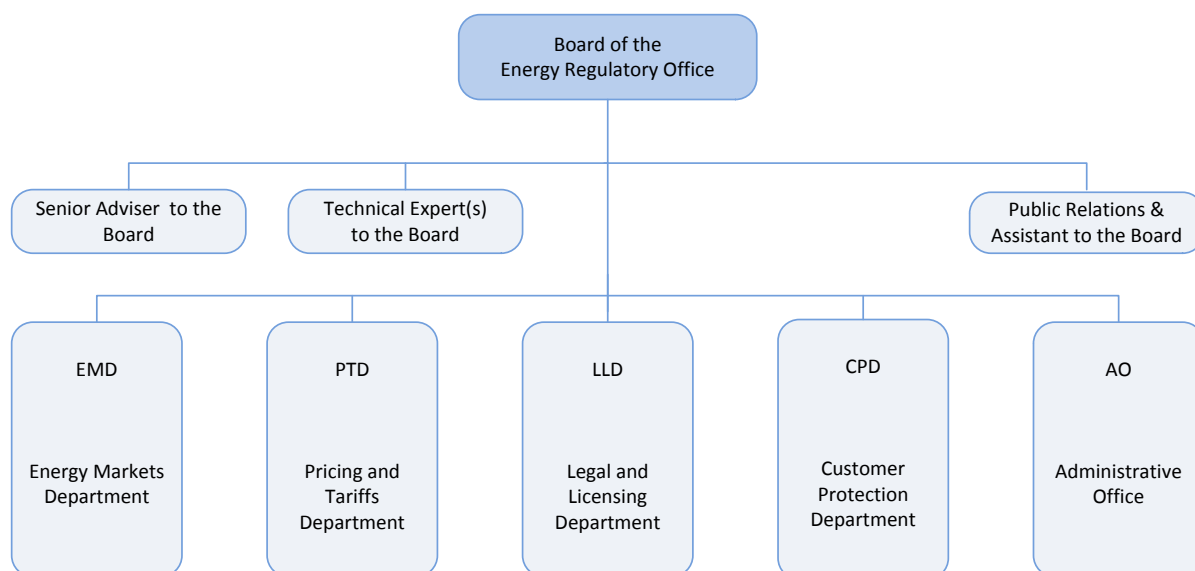 Board of the
Energy Regulatory Office
Senior Adviser to the
Board
Technical Expert(s)
to the Board
Public Relations &
Assistant to the Board
EMD
Energy Markets
Department
PTD
Pricing and
Tariffs
Department
LLD
Legal and
Licensing
Department
CPD
Customer
Protection
Department
AO
Administrative
Office